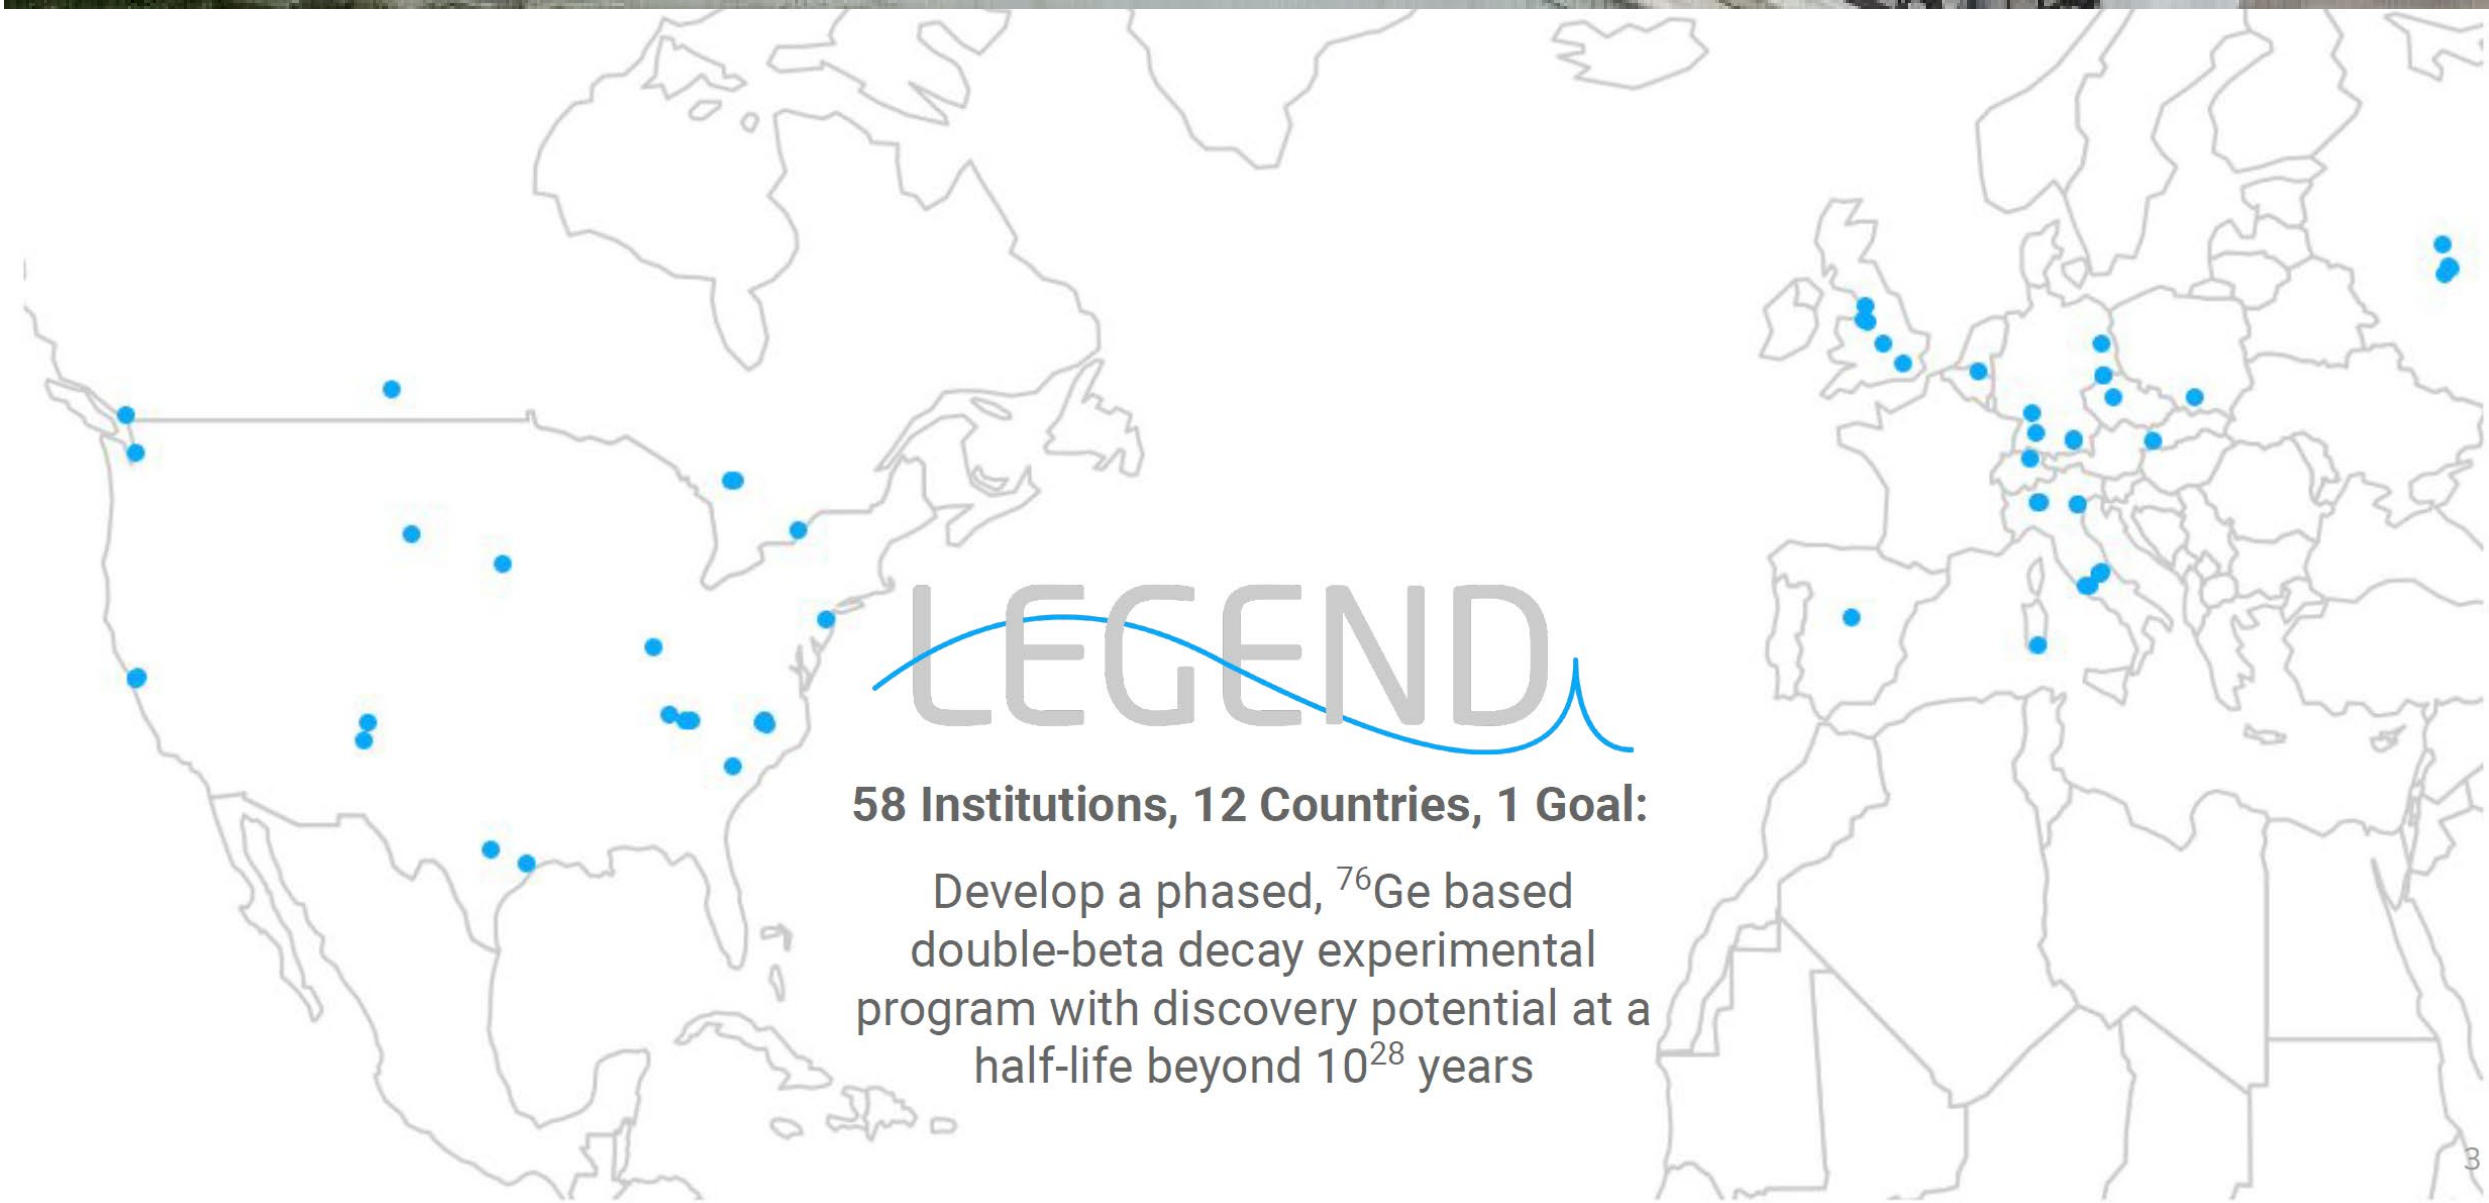 LEGEND
58 Institutions, 12 Countries, 1 Goal:
Develop a phased, ⁷⁶Ge based
double-beta decay experimental
program with discovery potential at a
half-life beyond 10²⁸ years
3